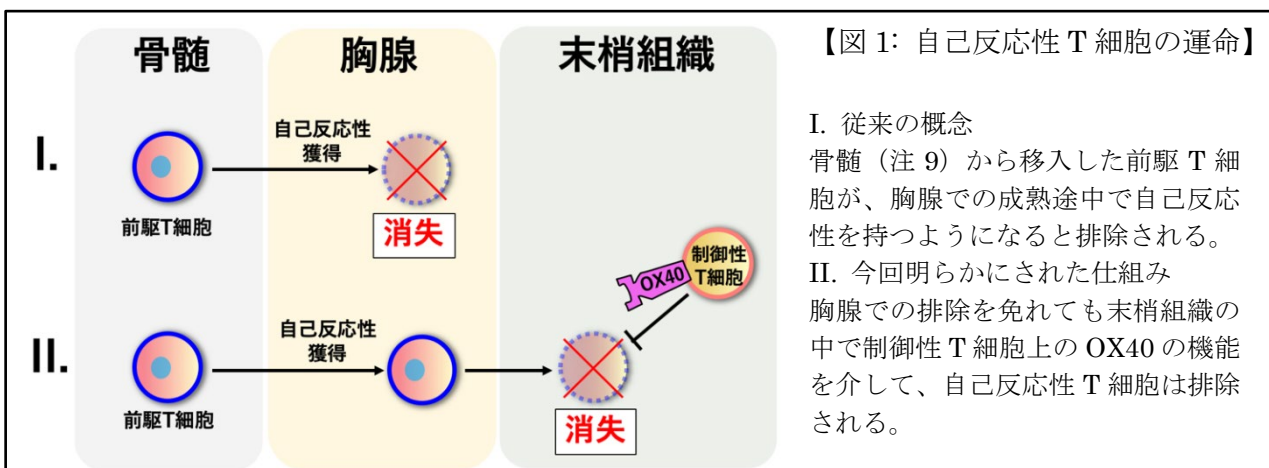 骨髄
胸腺
末梢組織
I.
自己反応性
獲得
前駆T細胞
消失
制御性
T細胞
OX40
II.
自己反応性
獲得
前駆T細胞
消失
【図 1: 自己反応性 T 細胞の運命】
I. 従来の概念
骨髄（注 9）から移入した前駆 T 細
胞が、胸腺での成熟途中で自己反応
性を持つようになると排除される。
II. 今回明らかにされた仕組み
胸腺での排除を免れても末梢組織の
中で制御性 T 細胞上の OX40 の機能
を介して、自己反応性 T 細胞は排除
される。